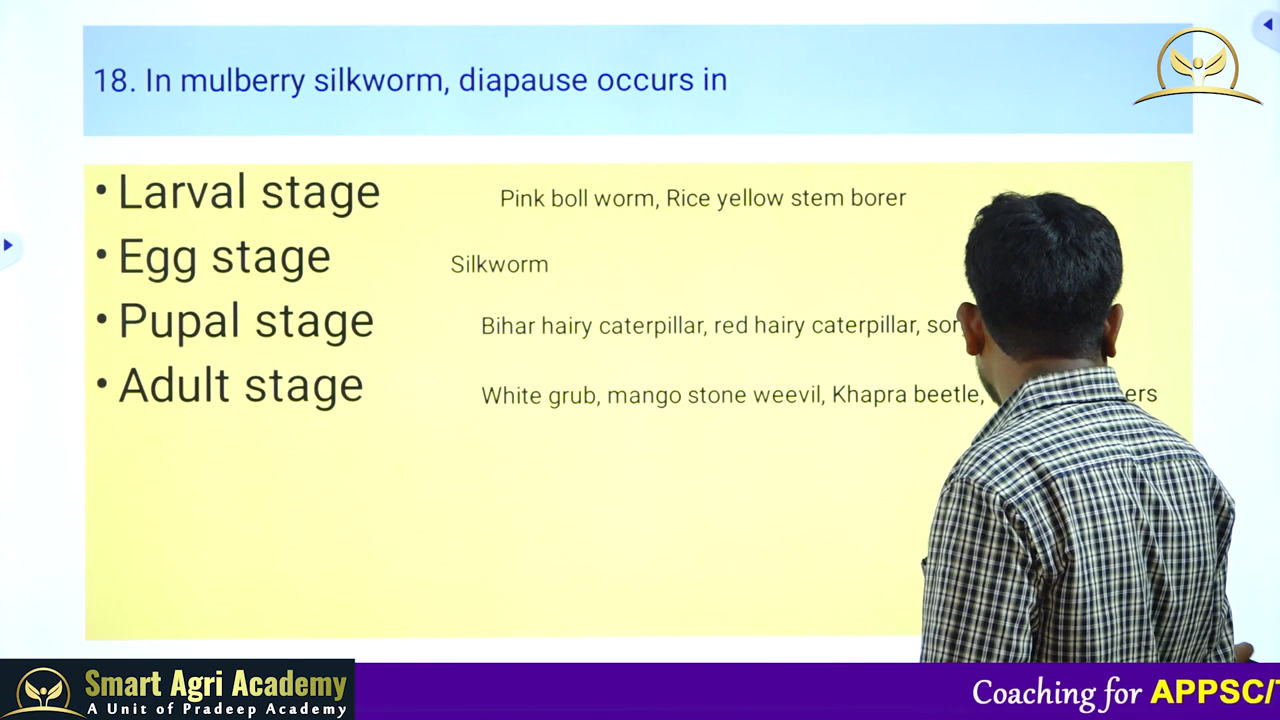 18. In mulberry silkworm, diapause occurs in
• Larval stage Pink boll worm, Rice yellow stem borer
• Egg stage Silkworm
• Pupal stage Bihar hairy caterpillar, red hairy caterpillar,
• Adult stage White grub, mango stone weevil, Khapra beetle,
Smart Agri Academy
A Unit of Pradeep Academy
Coaching for APPSC/